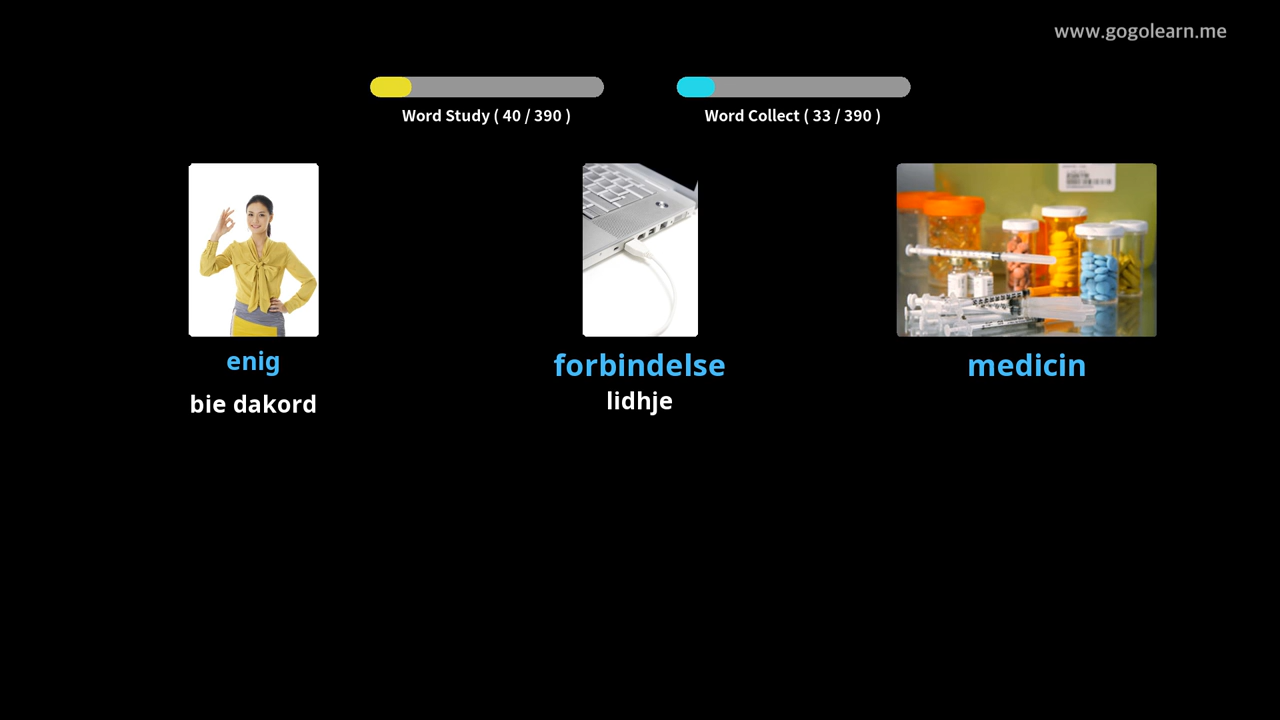 www.gogolearn.me
Word Study ( 40 / 390 )
Word Collect ( 33 / 390 )
enig
forbindelse
medicin
bie dakord
lidhje